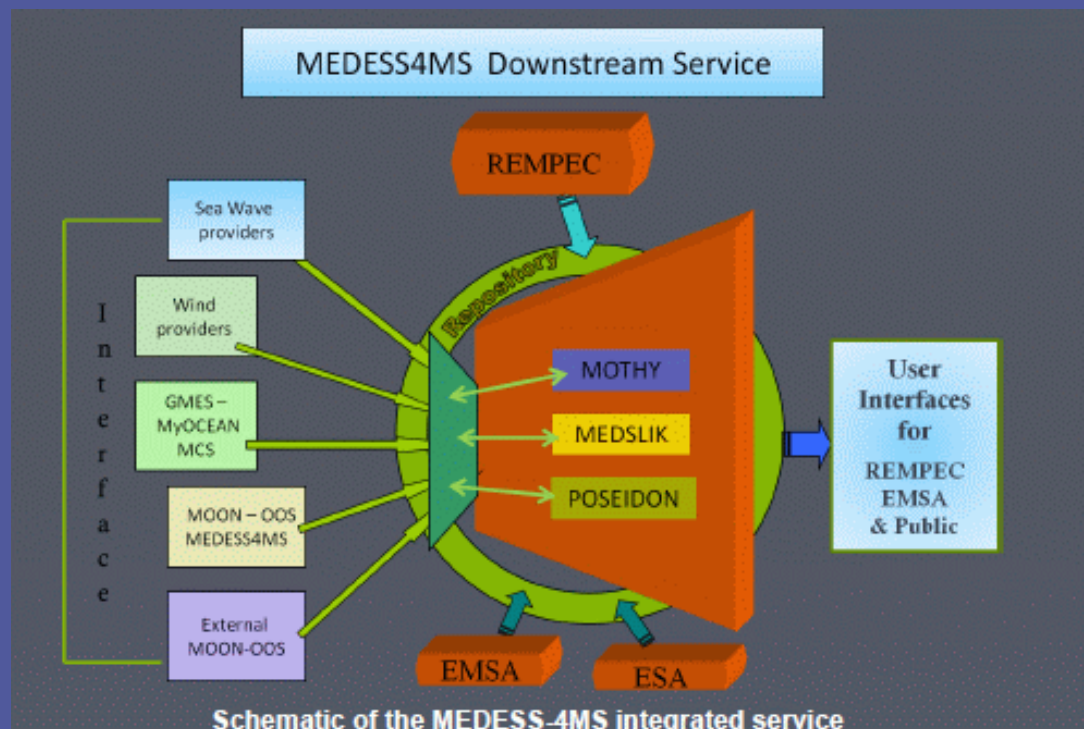 MEDESS4MS Downstream Service
REMPEC
Sea Wave
providers
Repository
Interface
Wind
providers
MOTHY
GMES –
MyOCEAN
MCS
MEDSLIK
User
Interfaces
for
REMPEC
EMSA
& Public
POSEIDON
MOON – OOS
MEDESS4MS
External
MOON-OOS
EMSA
ESA
Schematic of the MEDESS-4MS integrated service